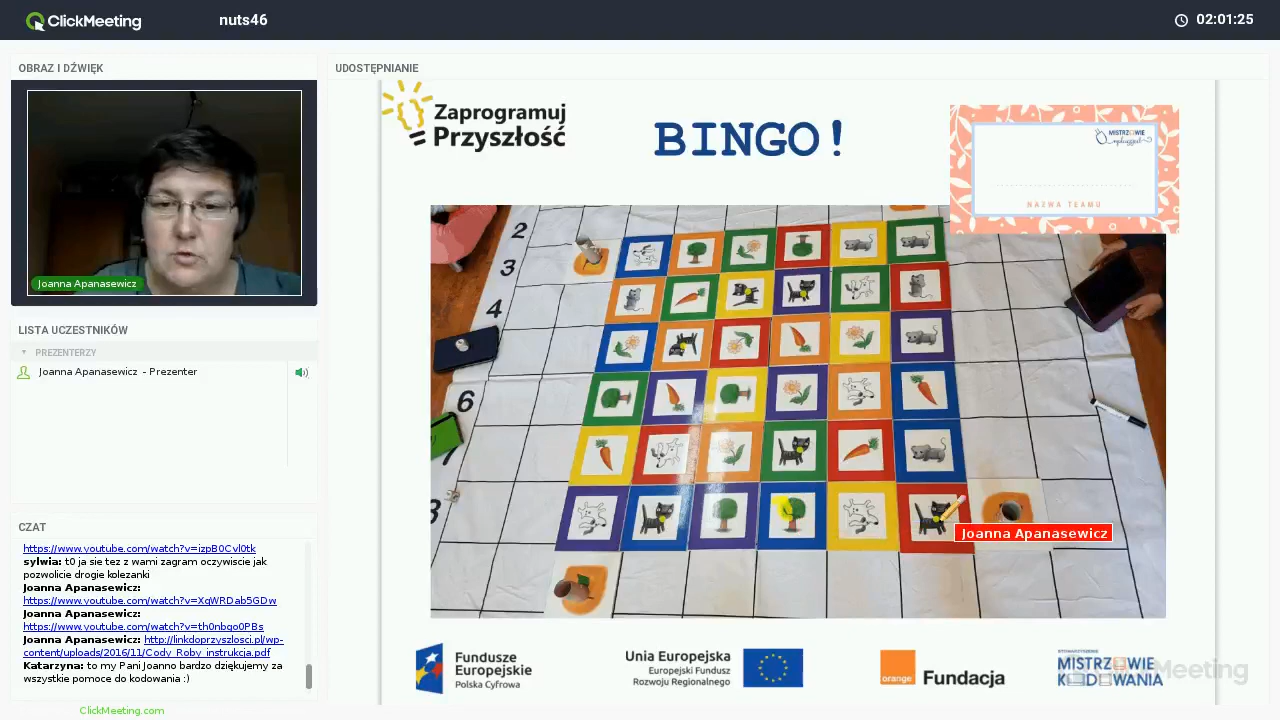 ClickMeeting
nuts46
02:01:25
OBRAZ I DŹWIĘK
UDOSTĘPNIANIE
Joanna Apanasewicz
LISTA UCZESTNIKÓW
PREZENTERZY
Joanna Apanasewicz - Prezenter
CZAT
https://www.youtube.com/watch?v=izpB0Cvl0tk
sylwia: t0 ja sie tez z wami zagram oczywiscie jak
pozwolicie drogie kolezanki
Joanna Apanasewicz:
https://www.youtube.com/watch?v=XqWRDab5GDw
Joanna Apanasewicz:
https://www.youtube.com/watch?v=th0nbgo0PBs
Joanna Apanasewicz: http://linkdoprzyszlosci.pl/wp-
content/uploads/2016/11/Cody_Roby_instrukcja.pdf
Katarzyna: to my Pani Joanno bardzo dziękujemy za
wszystkie pomoce do kodowania :)
ClickMeeting.com
Zaprogramuj
Przyszłość
BINGO!
MISTRZOWIE
unplugged
NAZWA TEAMU
2
3
4
6
8
Joanna Apanasewicz
Fundusze
Europejskie
Polska Cyfrowa
Unia Europejska
Europejski Fundusz
Rozwoju Regionalnego
orange
Fundacja
STOWARZYSZENIE
MISTRZOWIE
KODOWANIA
ClickMeeting